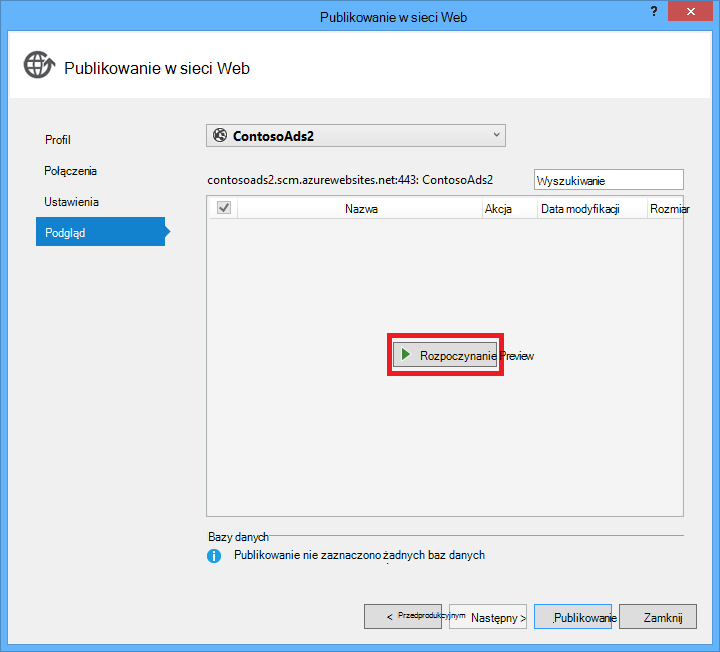 Publikowanie w sieci Web
?
Publikowanie w sieci Web
Profil
Połączenia
Ustawienia
Podgląd
ContosoAds2
contosoads2.scm.azurewebsites.net:443: ContosoAds2
Wyszukiwanie
Nazwa Akcja Data modyfikacji Rozmiar
Rozpoczynanie Preview
Bazy danych
Publikowanie nie zaznaczono żadnych baz danych
< Przedprodukcyjnym Następny > Publikowanie Zamknij